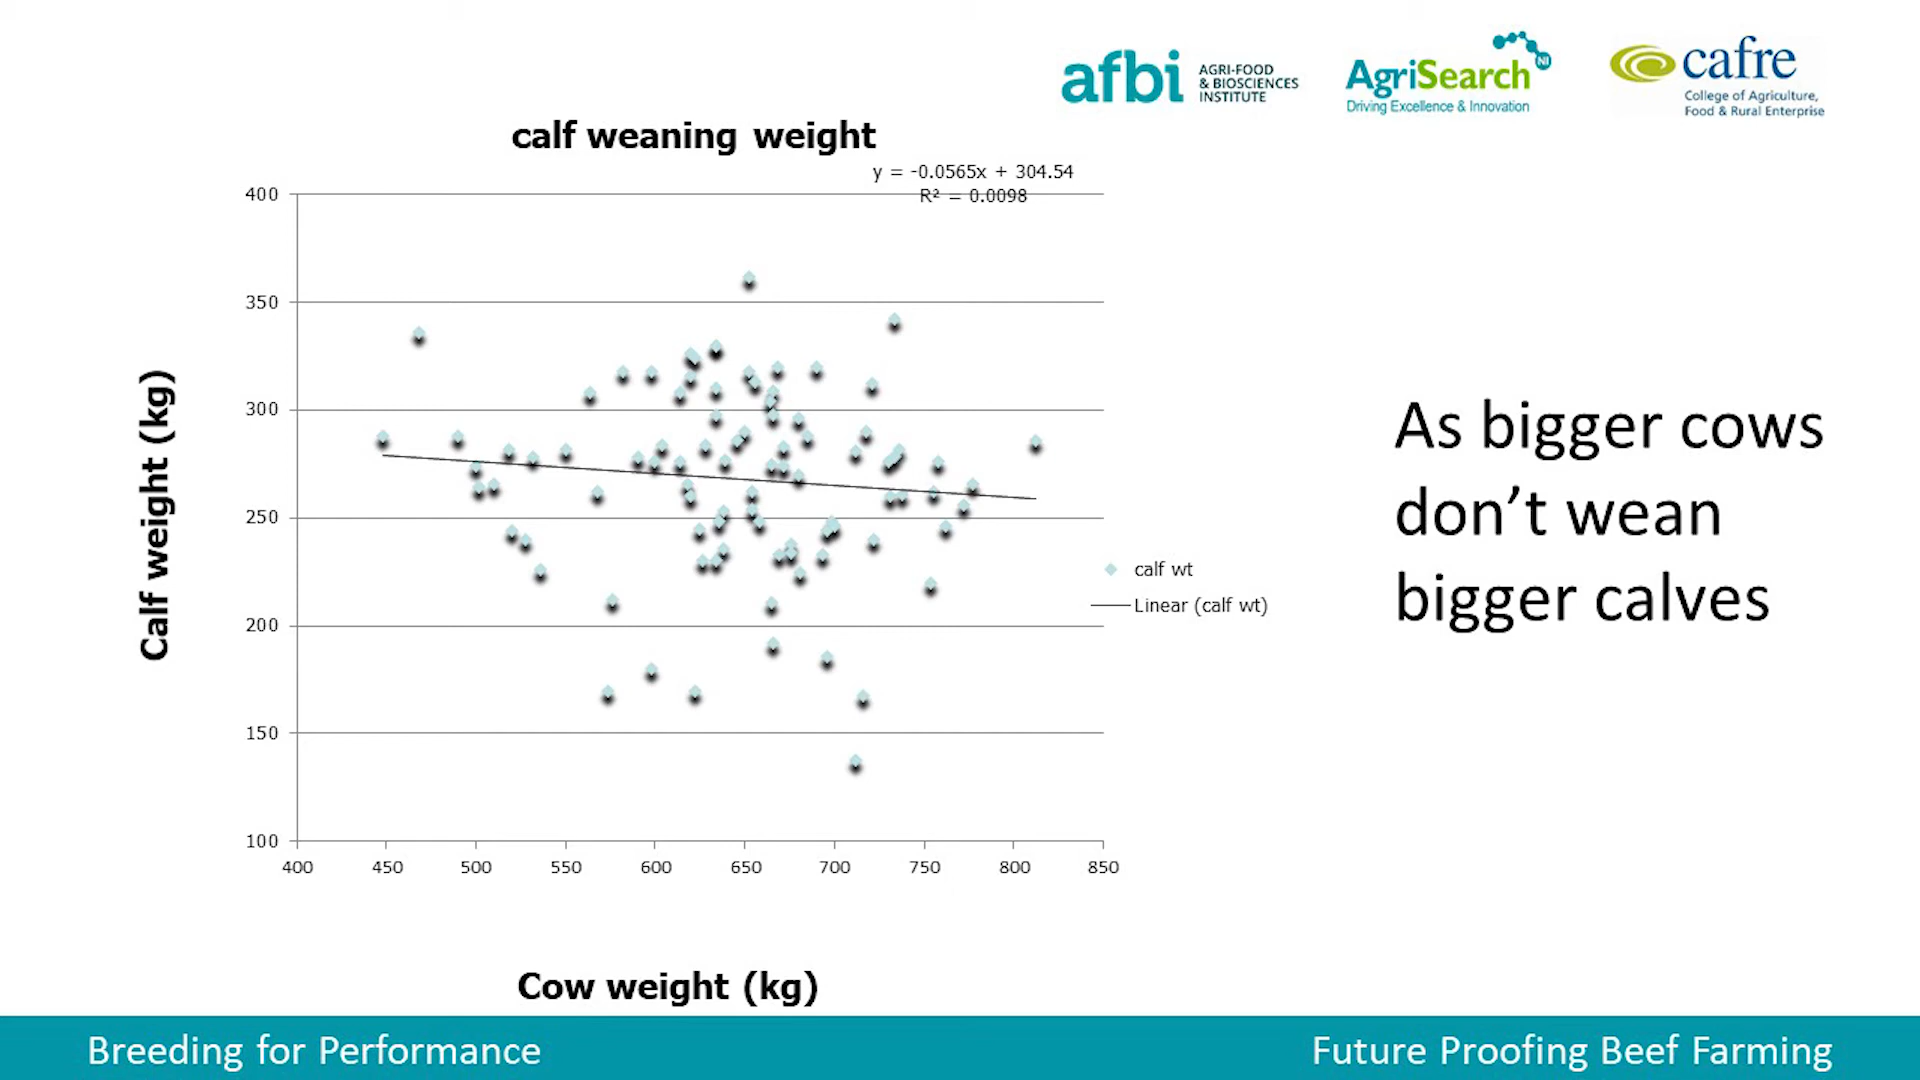 afbi
AGRI-FOOD
& BIOSCIENCES
INSTITUTE
AgriSearch
NI
Driving Excellence & Innovation
cafre
College of Agriculture,
Food & Rural Enterprise
calf weaning weight
y = -0.0565x + 304.54
R² = 0.0098
400
350
300
250
200
150
100
Calf weight (kg)
400 450 500 550 600 650 700 750 800 850
Cow weight (kg)
calf wt
Linear (calf wt)
As bigger cows
don’t wean
bigger calves
Breeding for Performance
Future Proofing Beef Farming